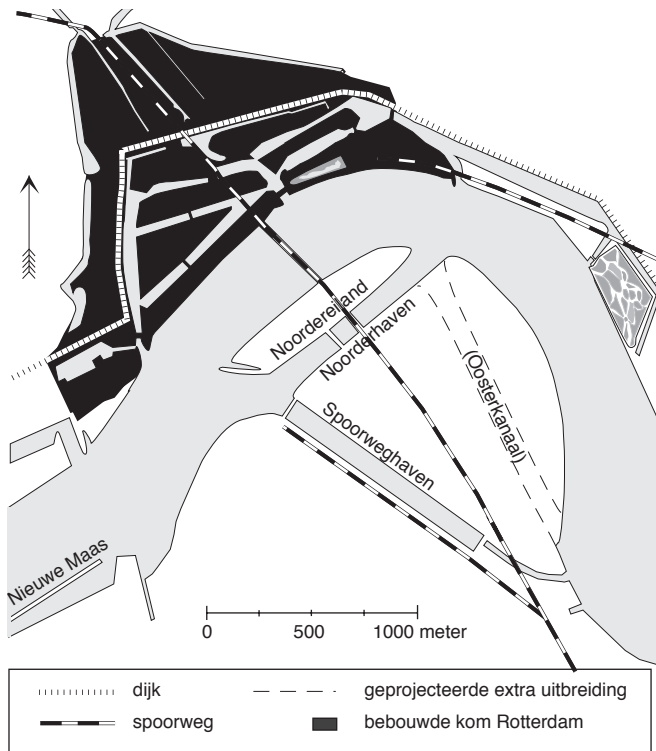 Noordereiland
Noorderhaven
(Oosterkanaal)
Spoorweghaven
Nieuwe Maas
0 500 1000 meter
dijk
geprojecteerde extra uitbreiding
spoorweg
bebouwde kom Rotterdam